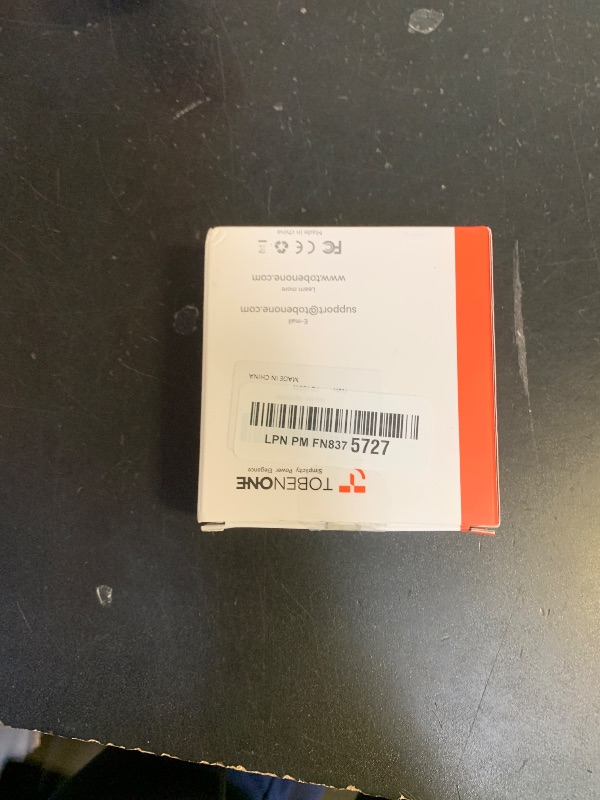 TOBENONE
Simplicity Power Elegance
LPN PM FN837 5727
MADE IN CHINA
E-mail
support@tobenone.com
Learn more
www.tobenone.com
FC CE
Made in china